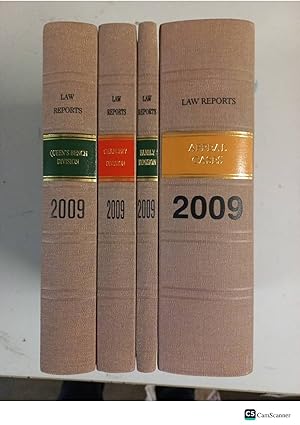 LAW
REPORTS
QUEEN'S BENCH
DIVISION
2009
LAW
REPORTS
CHANCERY
DIVISION
2009
LAW
REPORTS
FAMILY
DIVISION
2009
LAW REPORTS
APPEAL
CASES
2009
CS CamScanner